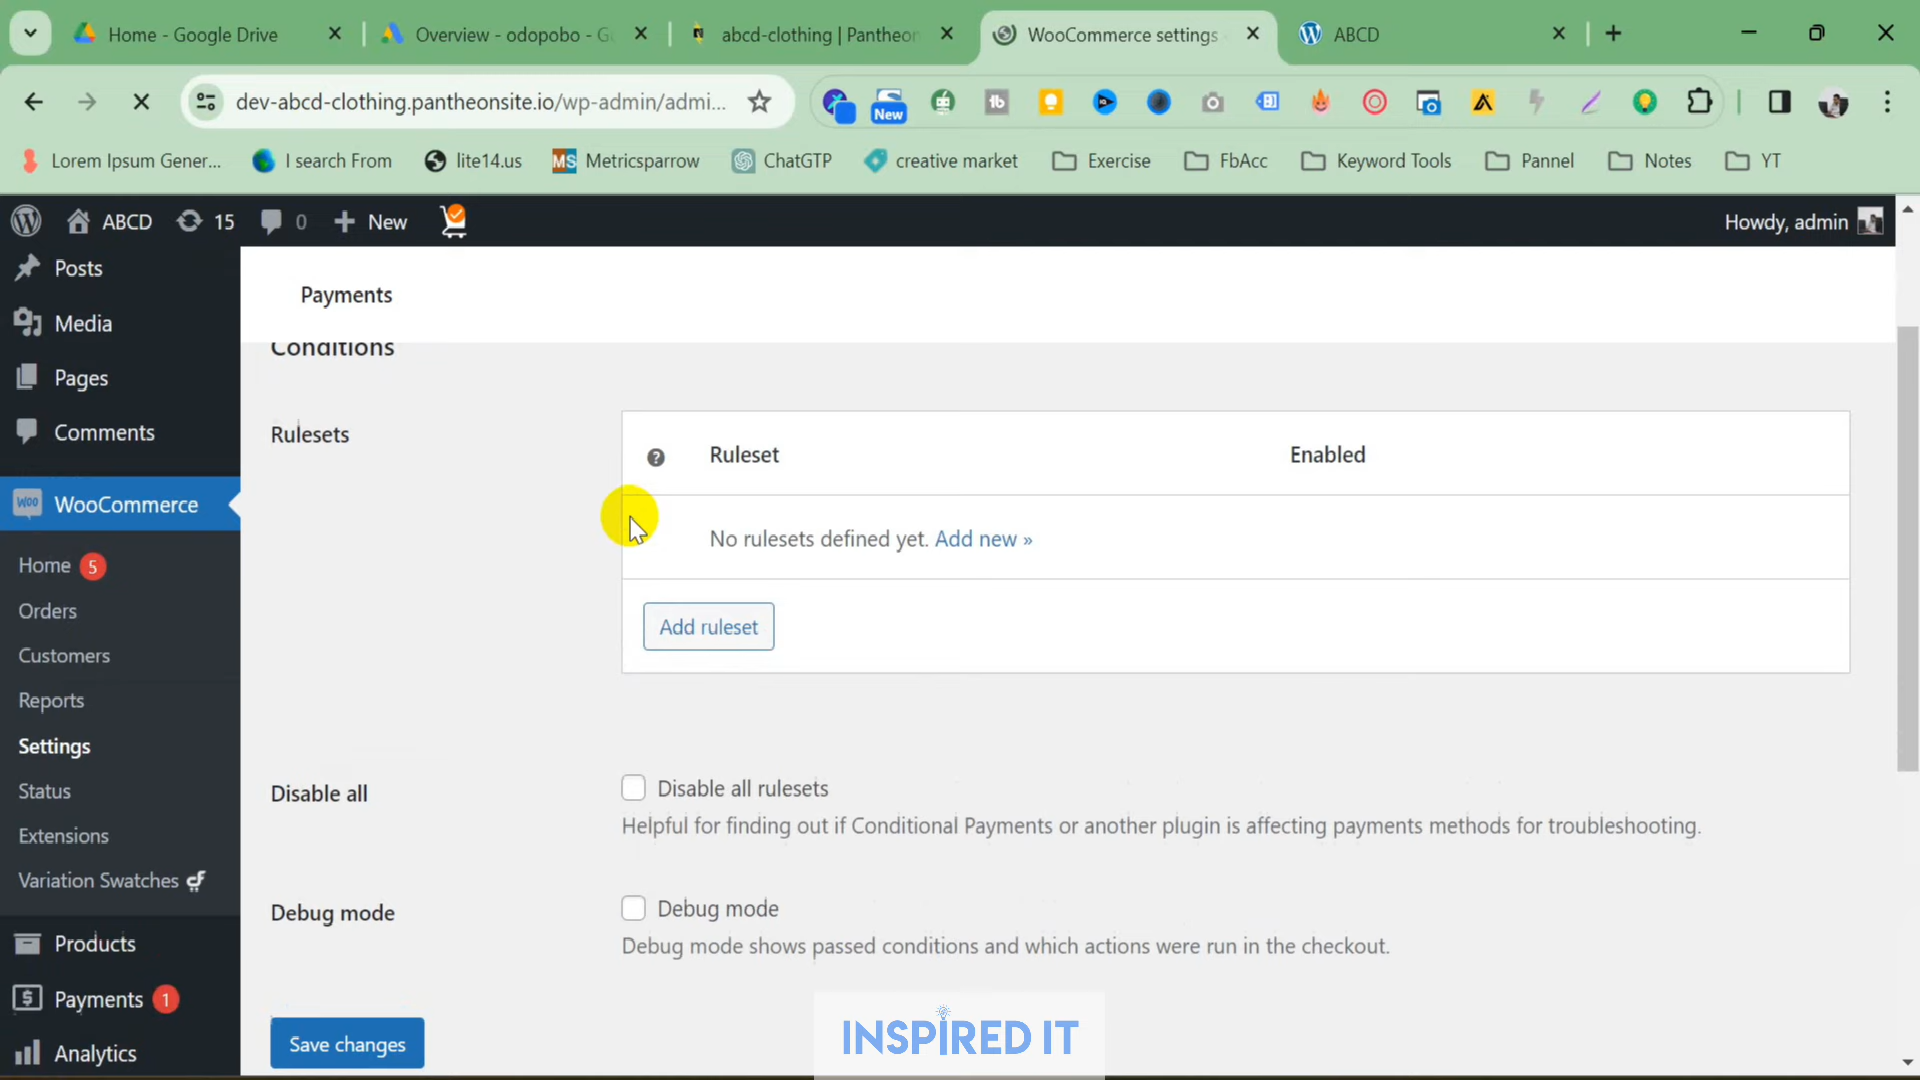 Home - Google Drive
Overview - odopobo - G
abcd-clothing | Pantheon
WooCommerce settings
ABCD
dev-abcd-clothing.pantheonsite.io/wp-admin/admi...
New
Lorem Ipsum Gener...
I search From
lite14.us
MS Metricsparrow
ChatGTP
creative market
Exercise
FbAcc
Keyword Tools
Pannel
Notes
YT
ABCD
15
0
New
Howdy, admin
Posts
Media
Pages
Comments
WooCommerce
Home 5
Orders
Customers
Reports
Settings
Status
Extensions
Variation Swatches
Products
Payments 1
Analytics
Payments
Conditions
Rulesets
Ruleset
Enabled
No rulesets defined yet. Add new »
Add ruleset
Disable all
Disable all rulesets
Helpful for finding out if Conditional Payments or another plugin is affecting payments methods for troubleshooting.
Debug mode
Debug mode
Debug mode shows passed conditions and which actions were run in the checkout.
Save changes
INSPIRED IT